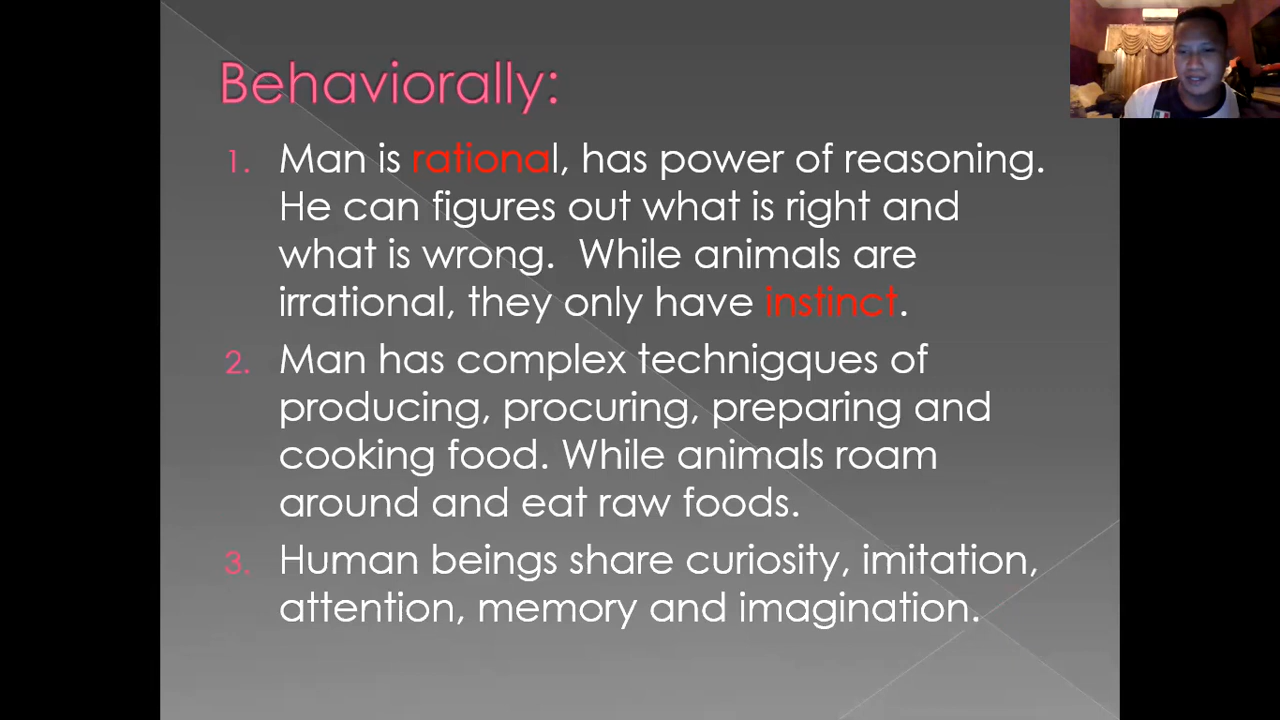 Behaviorally:
1. Man is rational, has power of reasoning.
He can figures out what is right and
what is wrong.  While animals are
irrational, they only have instinct.
2. Man has complex technigques of
producing, procuring, preparing and
cooking food. While animals roam
around and eat raw foods.
3. Human beings share curiosity, imitation,
attention, memory and imagination.